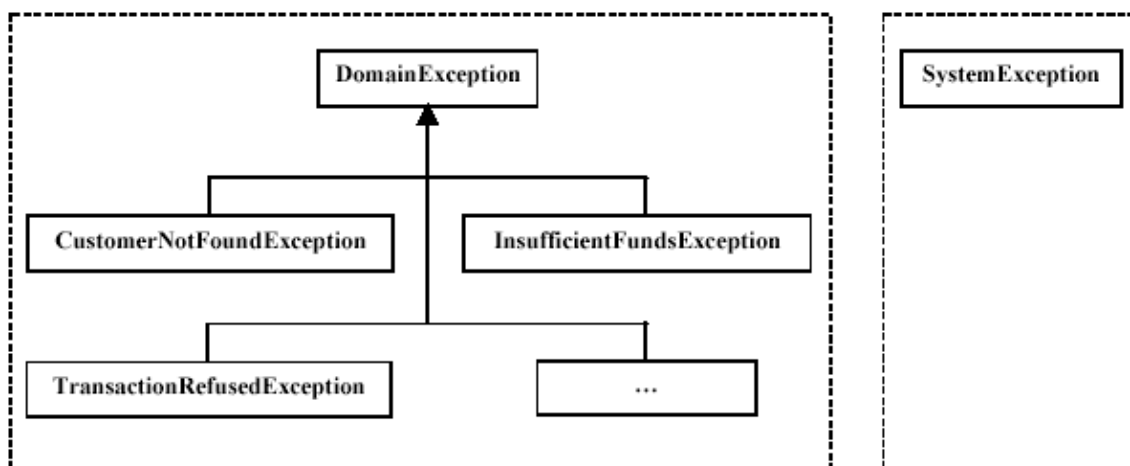 DomainException
SystemException
CustomerNotFoundException
InsufficientFundsException
TransactionRefusedException
...